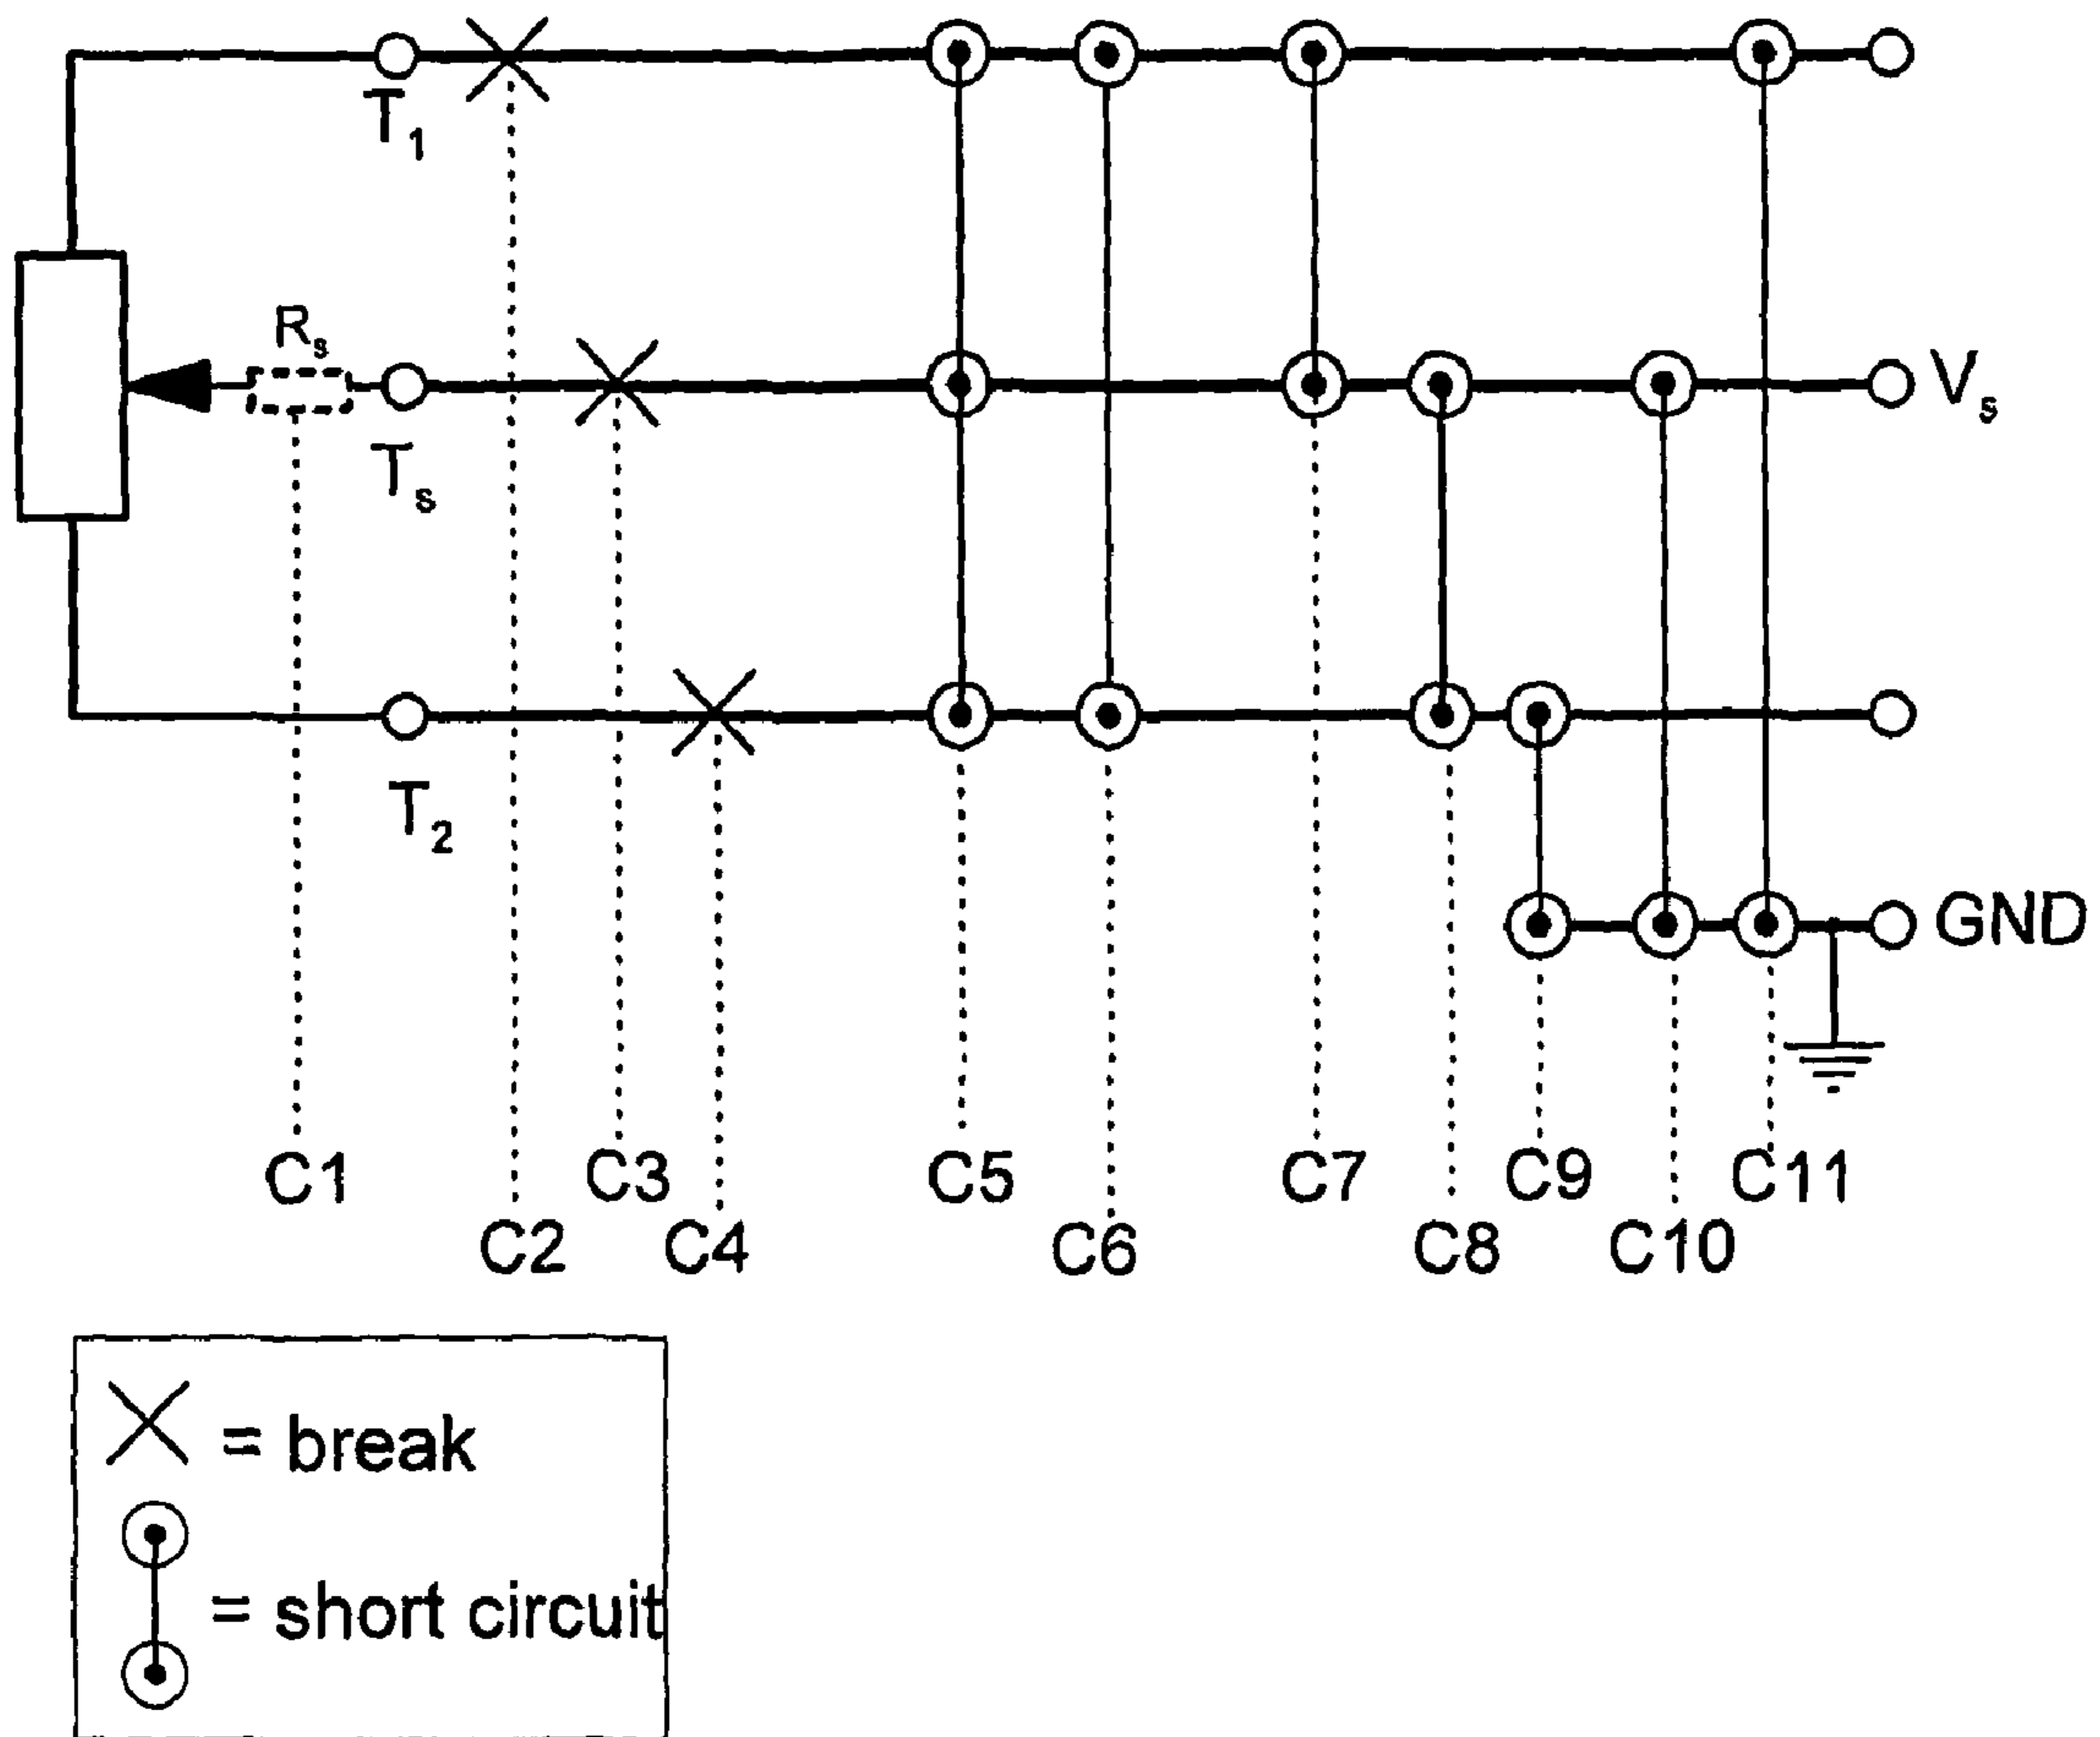 T1
Rs
Vs
Ts
T2
GND
C1
C3
C5
C7
C9
C11
C2
C4
C6
C8
C10
= break
= short circuit